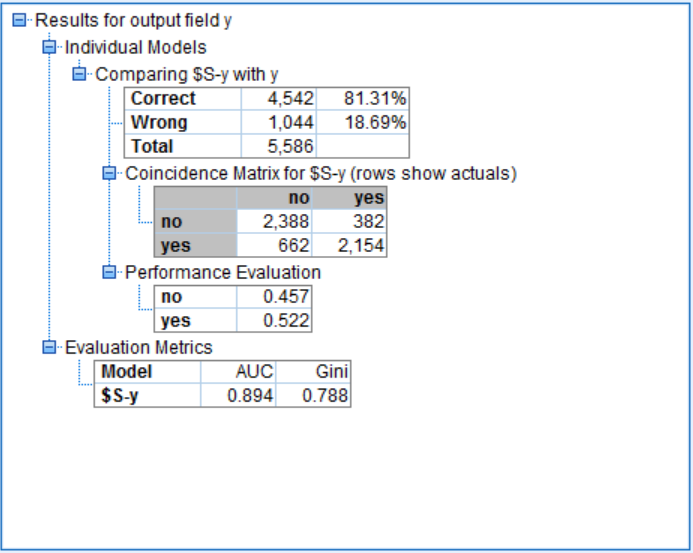 Results for output field y
Individual Models
Comparing $S-y with y
Correct 4,542 81.31%
Wrong 1,044 18.69%
Total 5,586
Coincidence Matrix for $S-y (rows show actuals)
no yes
no 2,388 382
yes 662 2,154
Performance Evaluation
no 0.457
yes 0.522
Evaluation Metrics
Model AUC Gini
$S-y 0.894 0.788